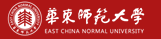 華東師範大學
EAST CHINA NORMAL UNIVERSITY